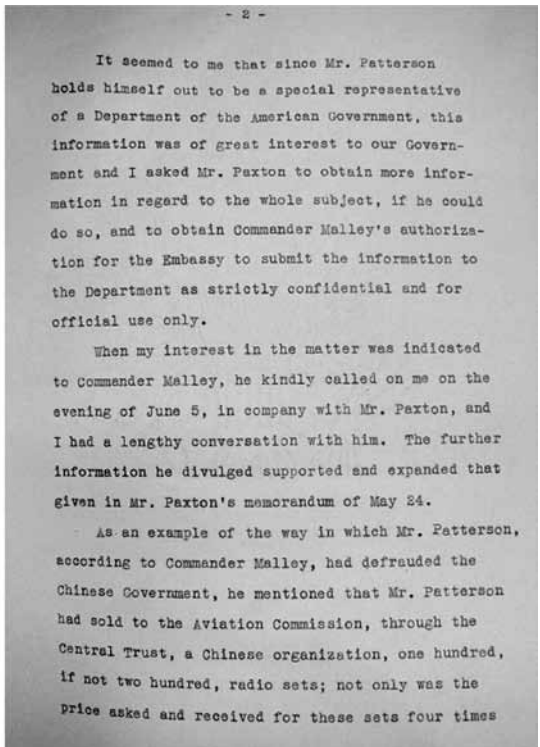 - 2 -
It seemed to me that since Mr. Patterson
holds himself out to be a special representative
of a Department of the American Government, this
information was of great interest to our Govern-
ment and I asked Mr. Paxton to obtain more infor-
mation in regard to the whole subject, if he could
do so, and to obtain Commander Malley's authoriza-
tion for the Embassy to submit the information to
the Department as strictly confidential and for
official use only.
When my interest in the matter was indicated
to Commander Malley, he kindly called on me on the
evening of June 5, in company with Mr. Paxton, and
I had a lengthy conversation with him. The further
information he divulged supported and expanded that
given in Mr. Paxton's memorandum of May 24.
As an example of the way in which Mr. Patterson,
according to Commander Malley, had defrauded the
Chinese Government, he mentioned that Mr. Patterson
had sold to the Aviation Commission, through the
Central Trust, a Chinese organization, one hundred,
if not two hundred, radio sets; not only was the
price asked and received for these sets four times